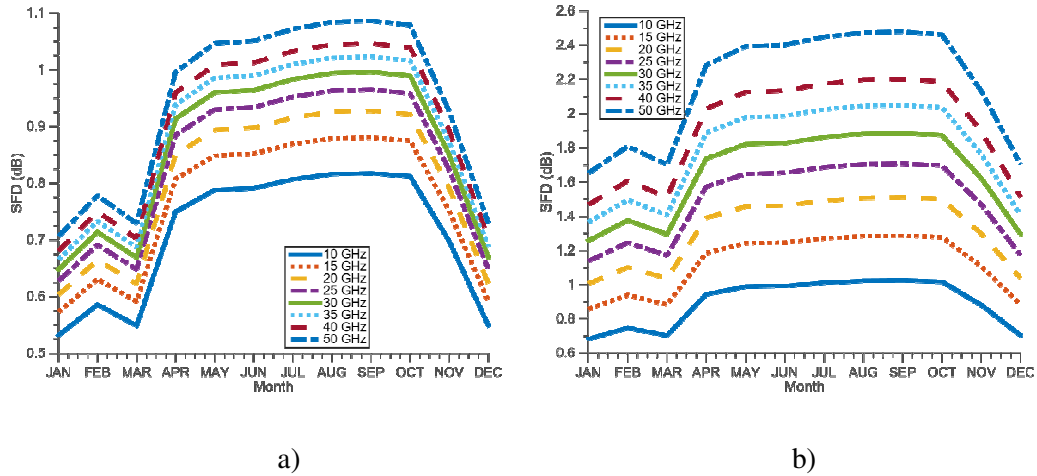 1.1
1
0.9
0.8
0.7
0.6
0.5
SFD (dB)
JAN FEB MAR APR MAY JUN JUL AUG SEP OCT NOV DEC
Month
10 GHz
15 GHz
20 GHz
25 GHz
30 GHz
35 GHz
40 GHz
50 GHz
a)
2.6
2.4
2.2
2
1.8
1.6
1.4
1.2
1
0.8
0.6
SFD (dB)
JAN FEB MAR APR MAY JUN JUL AUG SEP OCT NOV DEC
Month
10 GHz
15 GHz
20 GHz
25 GHz
30 GHz
35 GHz
40 GHz
50 GHz
b)